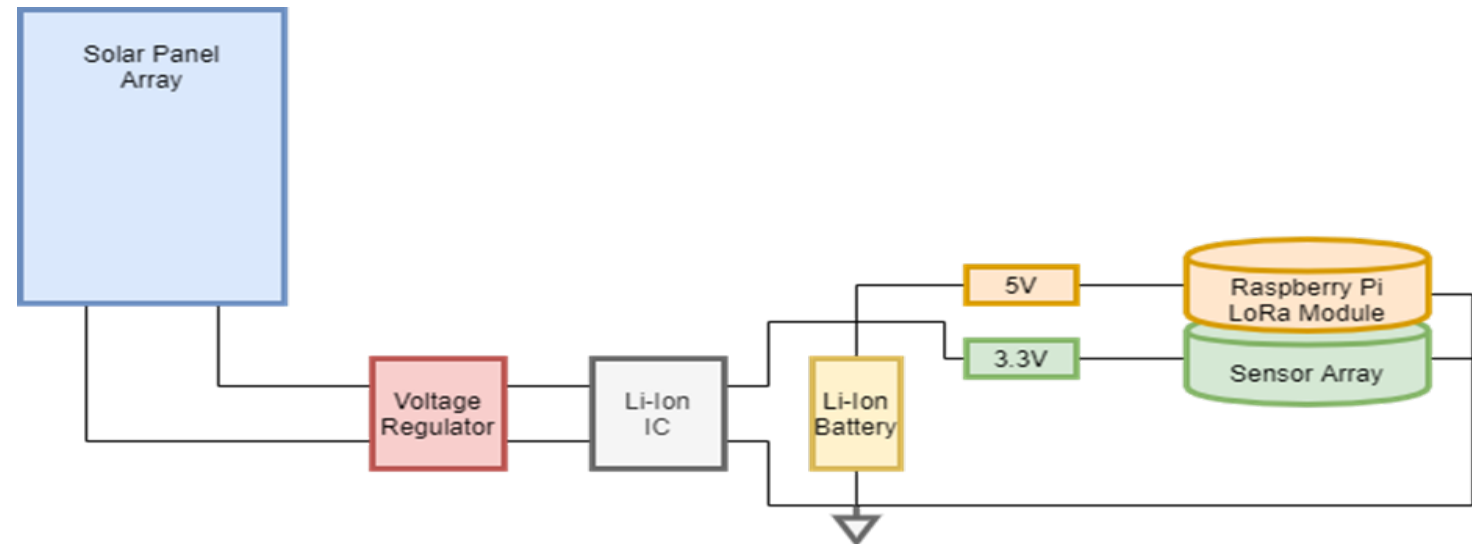 Solar Panel
Array
Voltage
Regulator
Li-Ion
IC
Li-Ion
Battery
5V
3.3V
Raspberry Pi
LoRa Module
Sensor Array